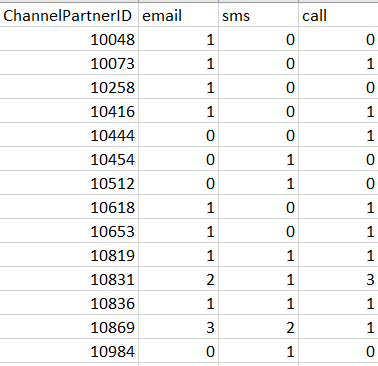 ChannelPartnerID email sms call
10048 1 0 0
10073 1 0 1
10258 1 0 0
10416 1 0 1
10444 0 0 1
10454 0 1 0
10512 0 1 0
10618 1 0 1
10653 1 0 1
10819 1 1 1
10831 2 1 3
10836 1 1 1
10869 3 2 1
10984 0 1 0